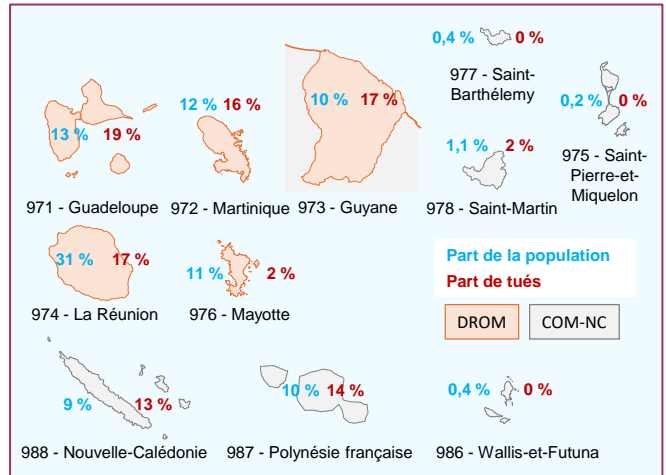 0,4 % 0 %
977 - Saint-
Barthélemy
12 % 16 %
10 % 17 %
0,2 % 0 %
13 % 19 %
1,1 % 2 %
975 - Saint-
Pierre-et-
Miquelon
971 - Guadeloupe 972 - Martinique 973 - Guyane 978 - Saint-Martin
31 % 17 %
11 % 2 %
Part de la population
Part de tués
974 - La Réunion 976 - Mayotte
DROM COM-NC
9 % 13 %
10 % 14 %
0,4 % 0 %
988 - Nouvelle-Calédonie 987 - Polynésie française 986 - Wallis-et-Futuna